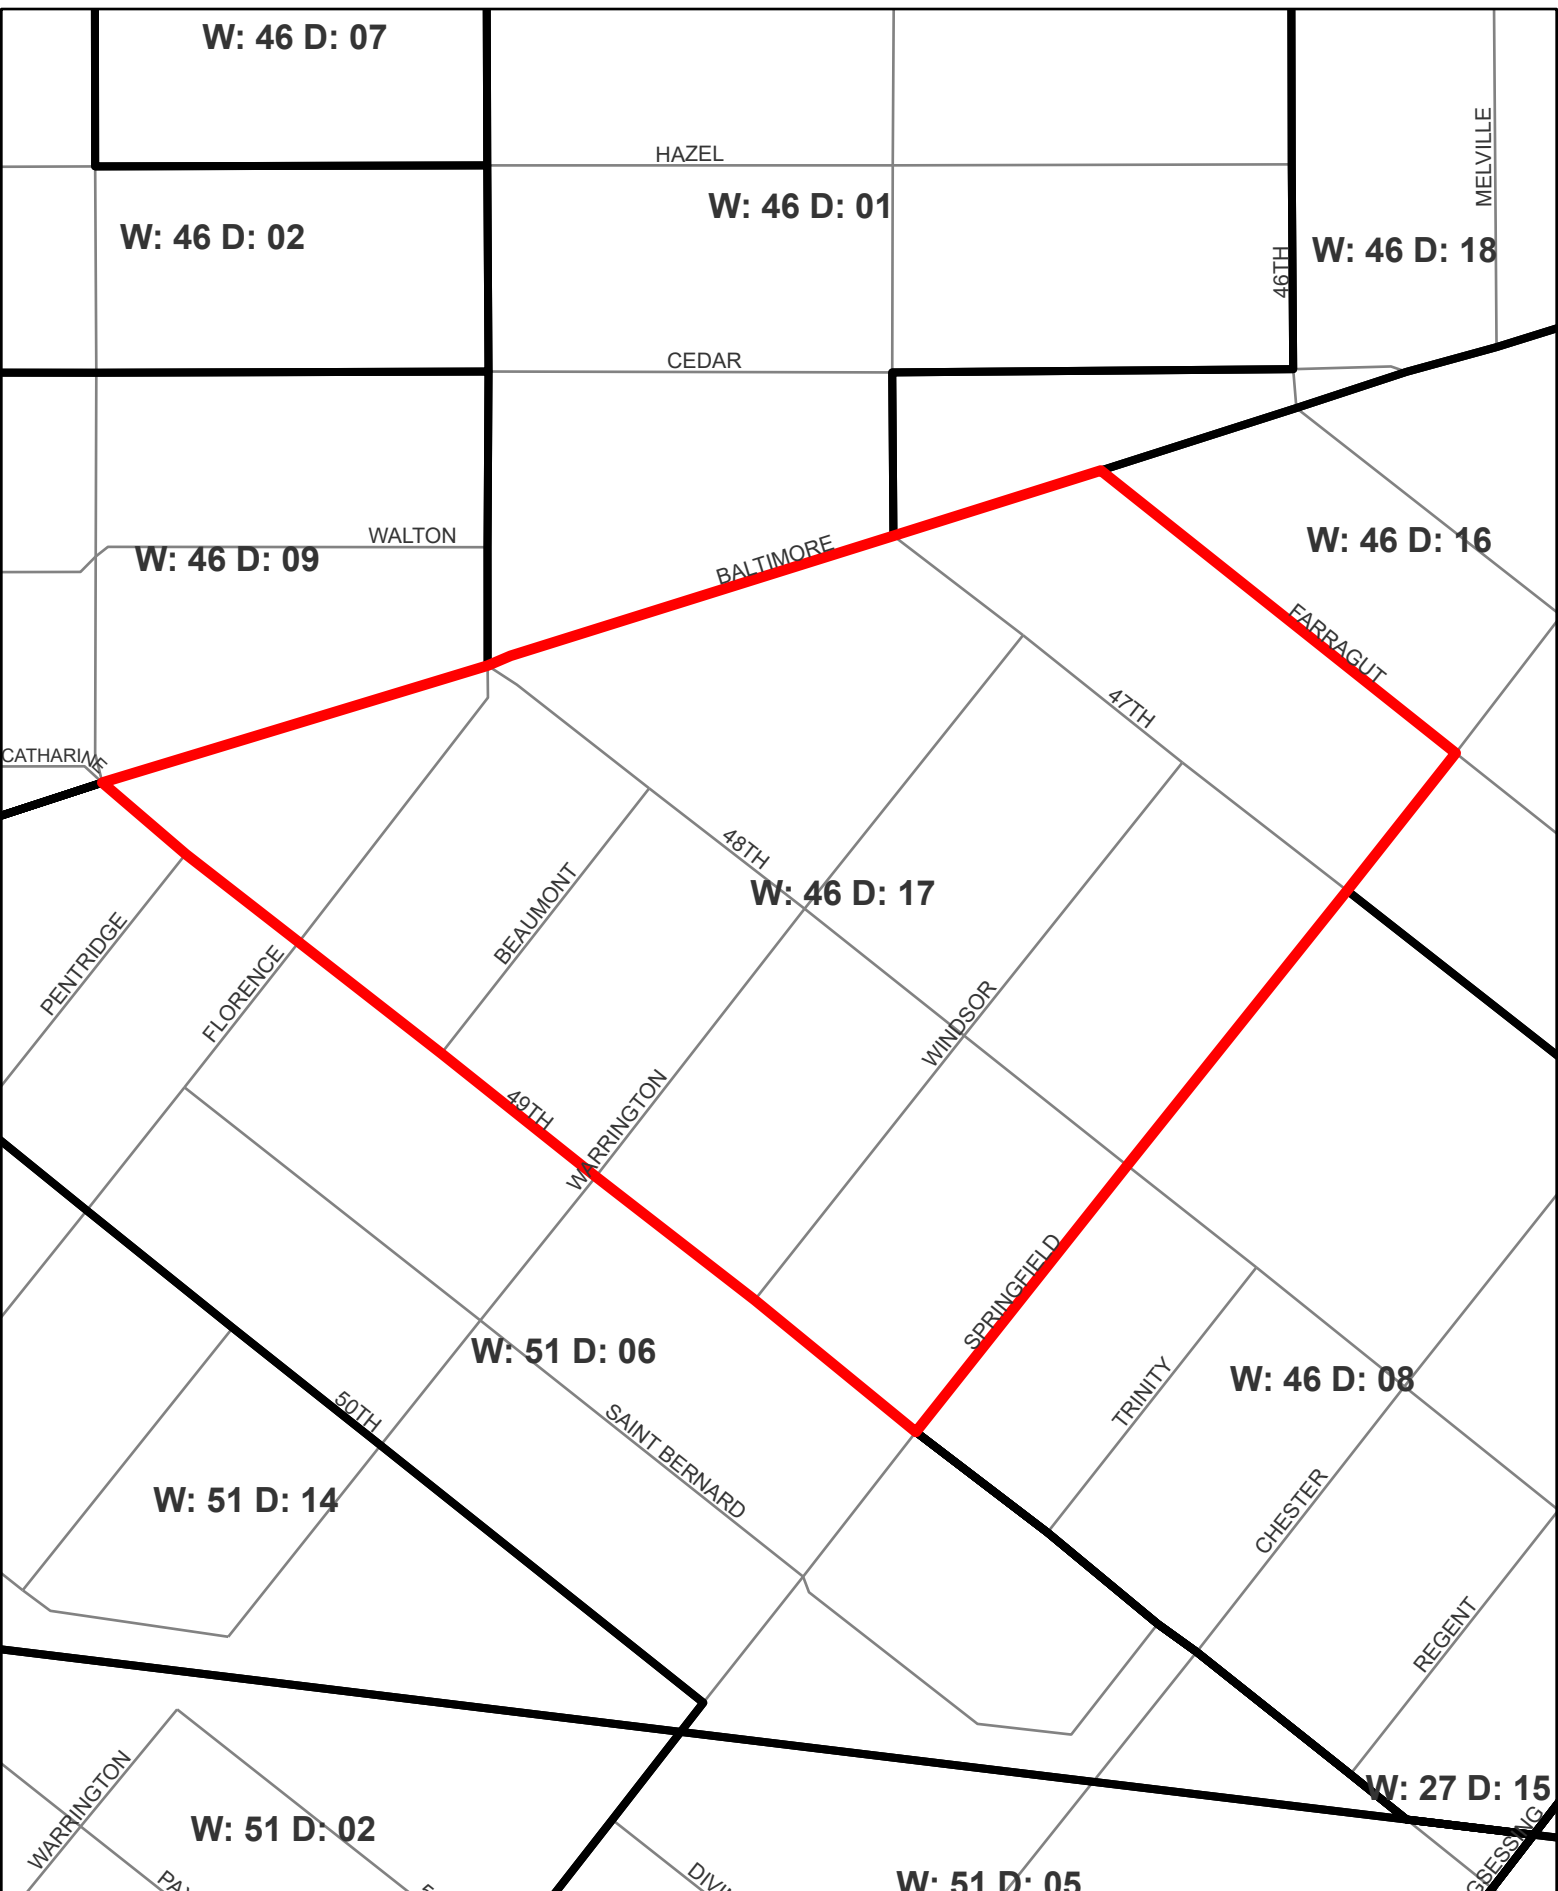 W: 46 D: 07
MELVILLE
HAZEL
W: 46 D: 01
W: 46 D: 02
W: 46 D: 18
46TH
CEDAR
WALTON
W: 46 D: 09
BALTIMORE
W: 46 D: 16
FARRAGUT
47TH
CATHARINE
48TH
W: 46 D: 17
BEAUMONT
PENTRIDGE
FLORENCE
WINDSOR
49TH
WARRINGTON
SPRINGFIELD
W: 51 D: 06
TRINITY
W: 46 D: 08
50TH
SAINT BERNARD
W: 51 D: 14
CHESTER
REGENT
W: 27 D: 15
WARRINGTON
W: 51 D: 02
GSESSING
W: 51 D: 05